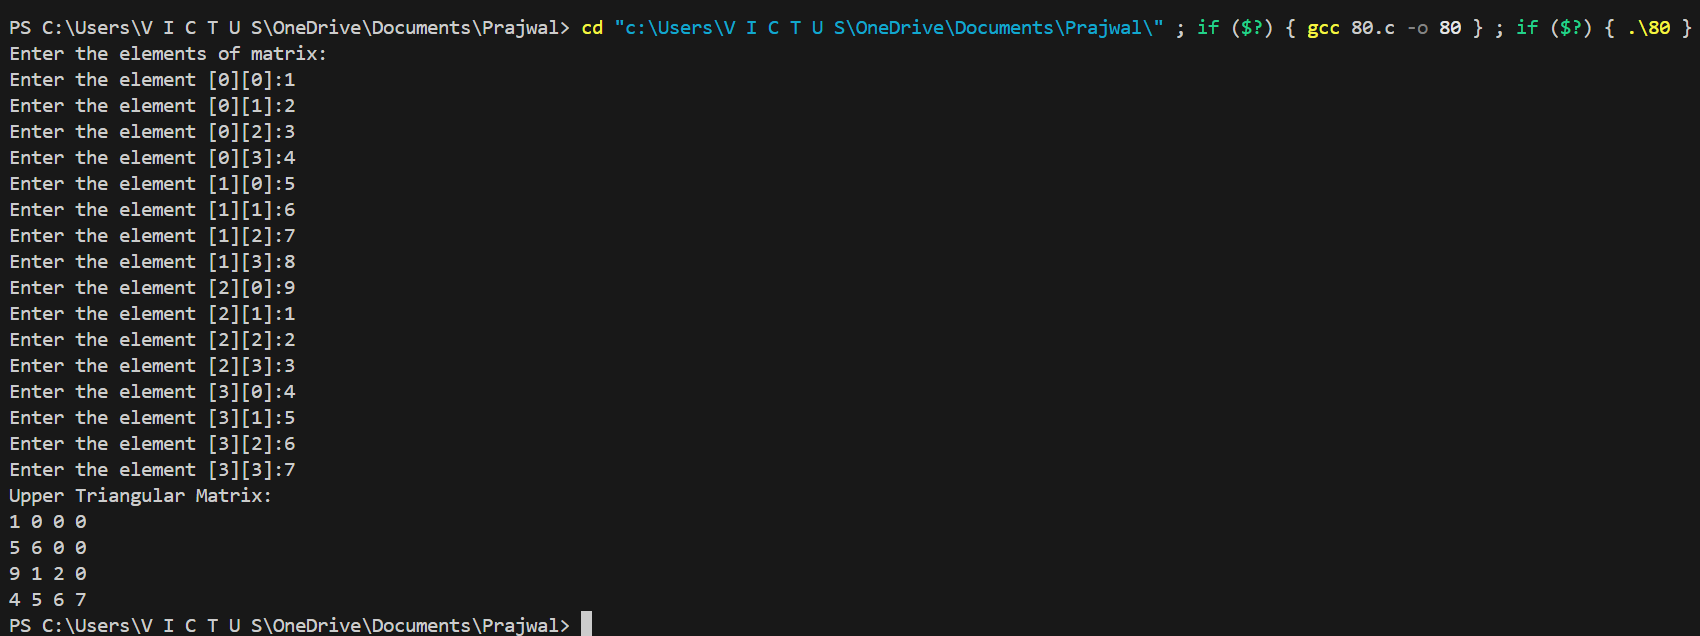 PS C:\Users\V I C T U S\OneDrive\Documents\Prajwal> cd "c:\Users\V I C T U S\OneDrive\Documents\Prajwal\" ; if ($?) { gcc 80.c -o 80 } ; if ($?) { .\80 }
Enter the elements of matrix:
Enter the element [0][0]:1
Enter the element [0][1]:2
Enter the element [0][2]:3
Enter the element [0][3]:4
Enter the element [1][0]:5
Enter the element [1][1]:6
Enter the element [1][2]:7
Enter the element [1][3]:8
Enter the element [2][0]:9
Enter the element [2][1]:1
Enter the element [2][2]:2
Enter the element [2][3]:3
Enter the element [3][0]:4
Enter the element [3][1]:5
Enter the element [3][2]:6
Enter the element [3][3]:7
Upper Triangular Matrix:
1 0 0 0
5 6 0 0
9 1 2 0
4 5 6 7
PS C:\Users\V I C T U S\OneDrive\Documents\Prajwal>